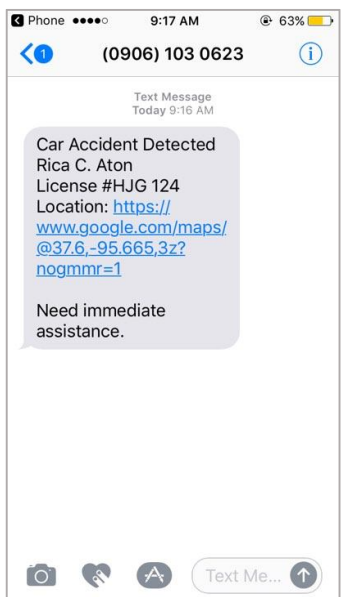 Phone 9:17 AM 63%
1 (0906) 103 0623 i
Text Message
Today 9:16 AM
Car Accident Detected
Rica C. Aton
License #HJG 124
Location: https://
www.google.com/maps/
@37.6,-95.665,3z?
nogmmr=1
Need immediate
assistance.
Text Me...